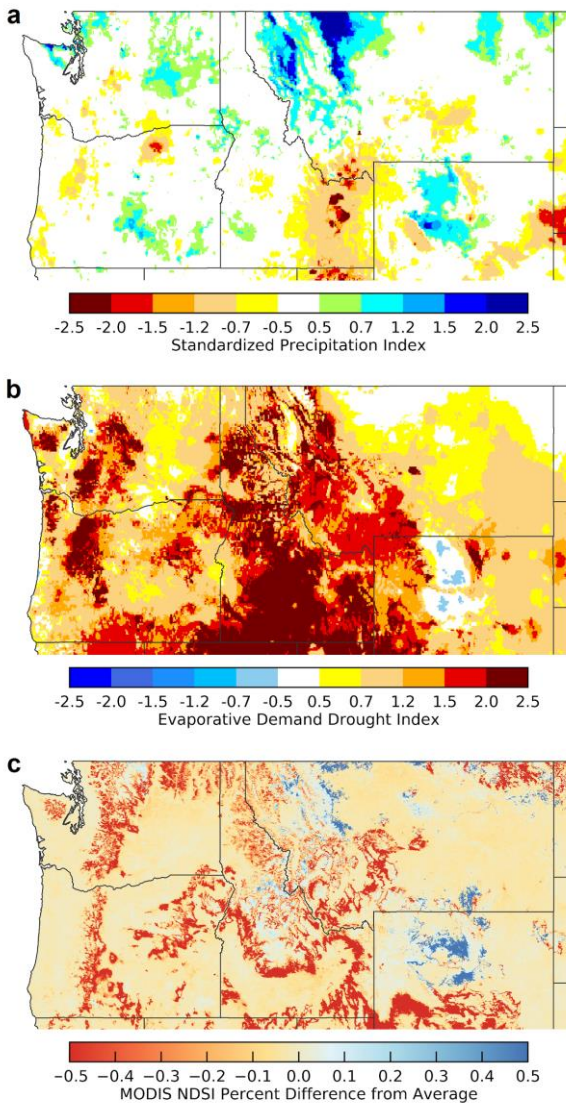 a
-2.5 -2.0 -1.5 -1.2 -0.7 -0.5 0.5 0.7 1.2 1.5 2.0 2.5
Standardized Precipitation Index
b
-2.5 -2.0 -1.5 -1.2 -0.7 -0.5 0.5 0.7 1.2 1.5 2.0 2.5
Evaporative Demand Drought Index
c
−0.5 −0.4 −0.3 −0.2 −0.1 0.0 0.1 0.2 0.3 0.4 0.5
MODIS NDSI Percent Difference from Average